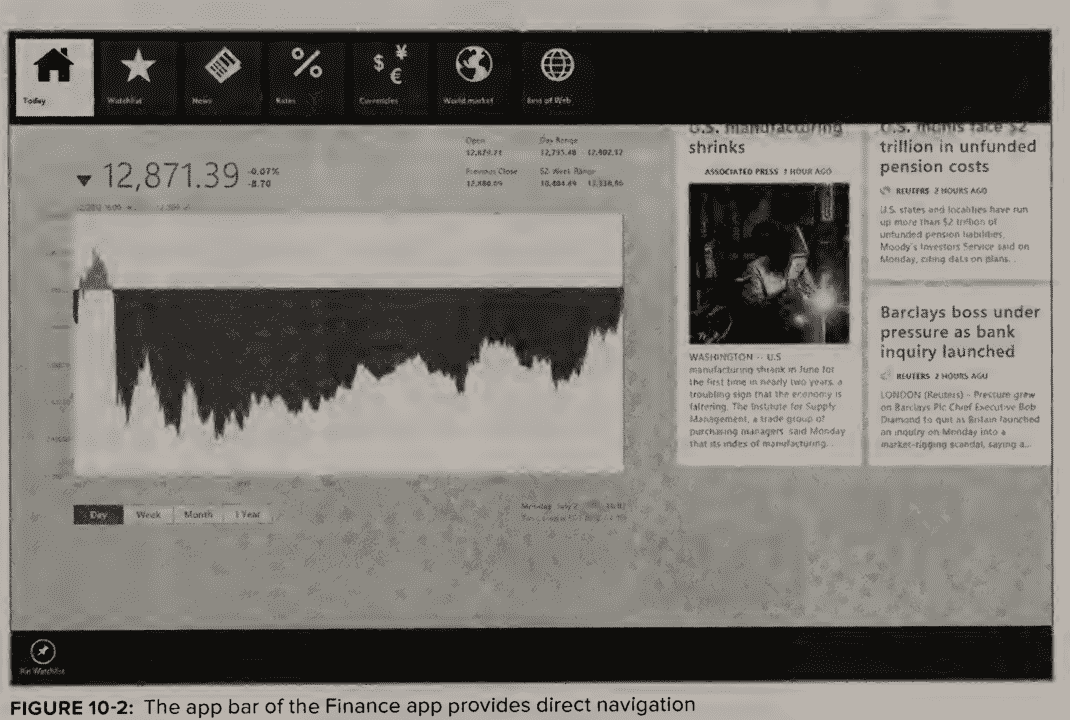 Today
Watchlist
News
Rates
Currencies
World market
Best of Web
12,871.39
-0.07%
-8.70
Open
Day Range
Previous Close
52 Week Range
Day
Week
Month
1 Year
U.S. manufacturing
shrinks
ASSOCIATED PRESS 1 HOUR AGO
WASHINGTON -- U.S
manufacturing shrank in June for
the first time in nearly two years, a
troubling sign that the economy is
faltering. The Institute for Supply
Management, a trade group of
purchasing managers, said Monday
that its index of manufacturing...
U.S. munis face $2
trillion in unfunded
pension costs
REUTERS 2 HOURS AGO
U.S. states and localities have run
up more than $2 trillion of
unfunded pension liabilities,
Moody's Investors Service said on
Monday, citing data on plans...
Barclays boss under
pressure as bank
inquiry launched
REUTERS 2 HOURS AGO
LONDON (Reuters) - Pressure grew
on Barclays Plc Chief Executive Bob
Diamond to quit as Britain launched
an inquiry on Monday into a
market-rigging scandal, saying a...
Pin Watchlist
FIGURE 10-2: The app bar of the Finance app provides direct navigation